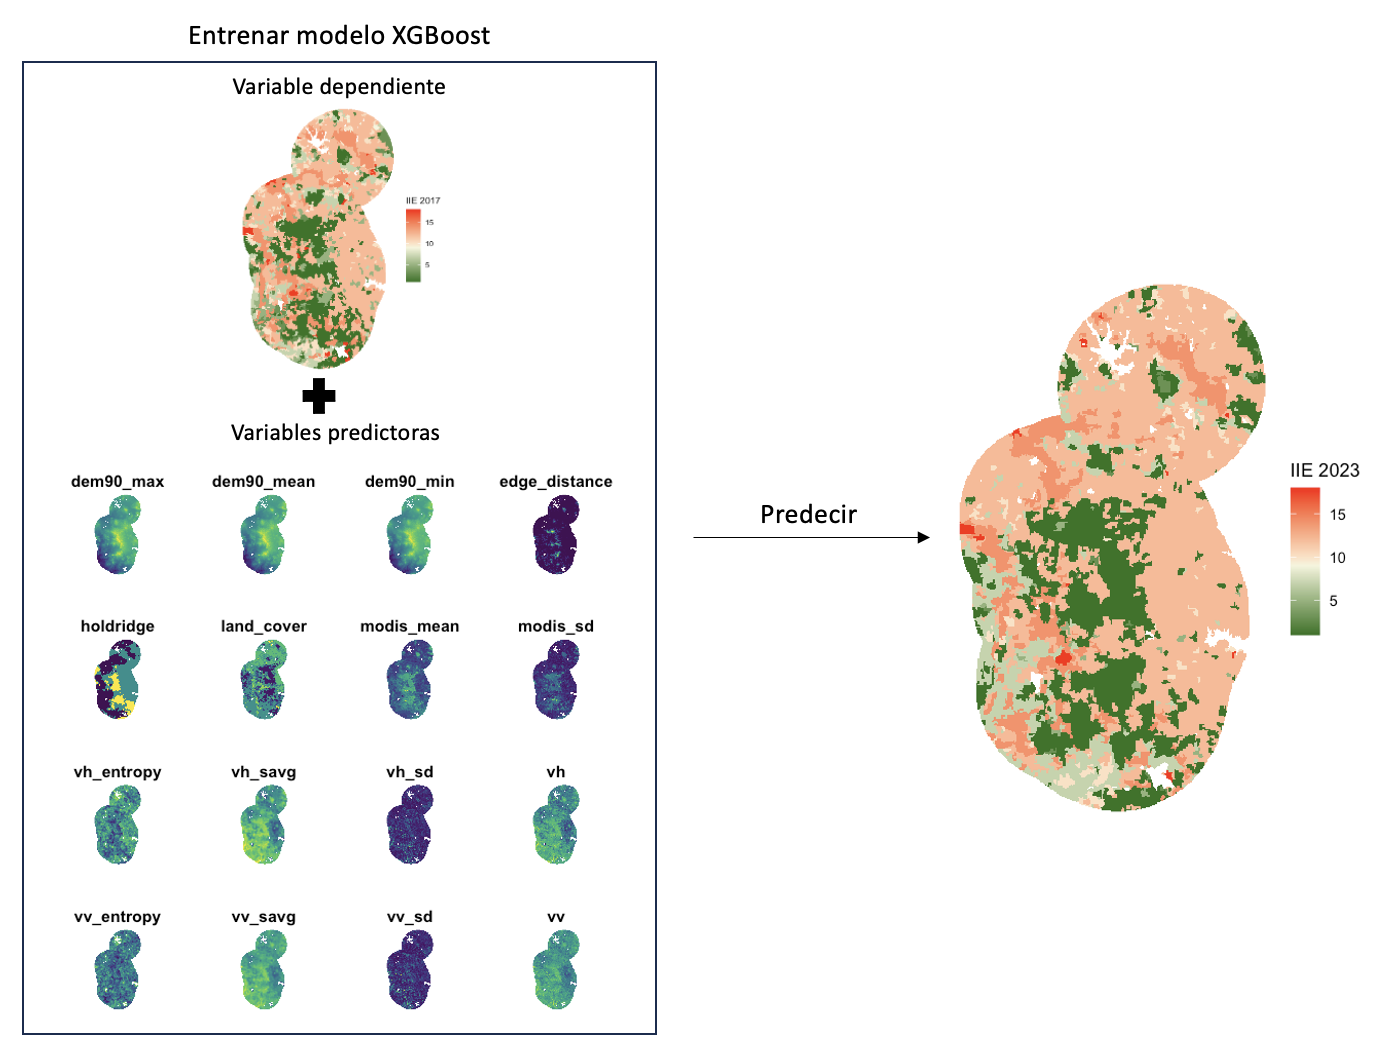 Entrenar modelo XGBoost
Variable dependiente
IIE 2017
15
10
5
Variables predictoras
dem90_max dem90_mean dem90_min edge_distance
holdridge land_cover modis_mean modis_sd
vh_entropy vh_savg vh_sd vh
vv_entropy vv_savg vv_sd vv
Predecir
IIE 2023
15
10
5